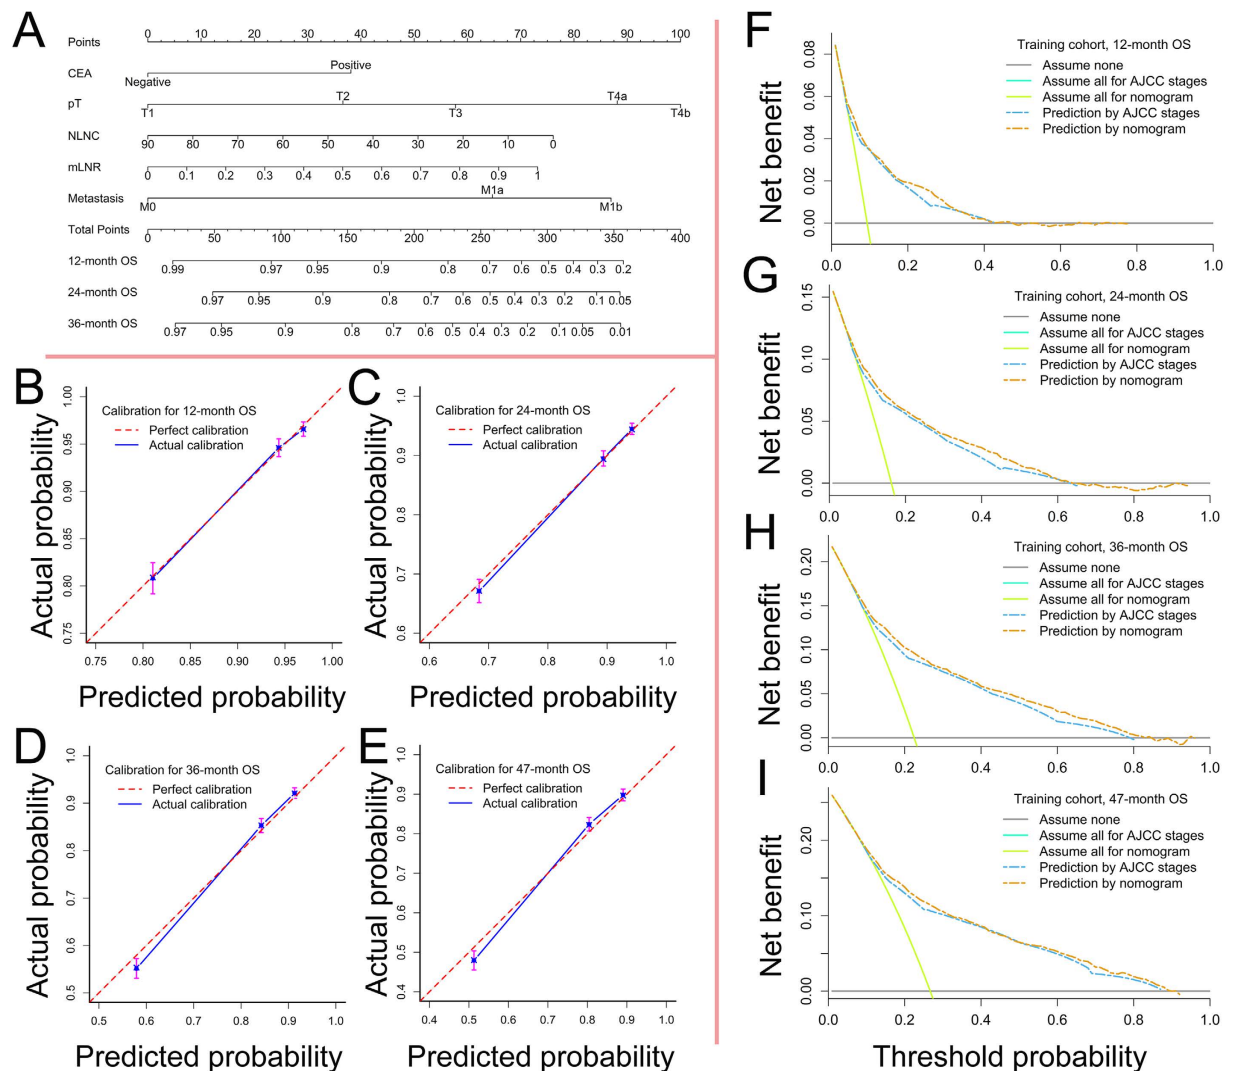 A
Points
0 10 20 30 40 50 60 70 80 90 100
CEA
Positive
Negative
pT
T2 T4a
T1 T3 T4b
NLNC
90 80 70 60 50 40 30 20 10 0
mLNR
0 0.1 0.2 0.3 0.4 0.5 0.6 0.7 0.8 0.9 1
Metastasis
M1a
M0 M1b
Total Points
0 50 100 150 200 250 300 350 400
12-month OS
0.99 0.97 0.95 0.9 0.8 0.7 0.6 0.5 0.4 0.3 0.2
24-month OS
0.97 0.95 0.9 0.8 0.7 0.6 0.5 0.4 0.3 0.2 0.1 0.05
36-month OS
0.97 0.95 0.9 0.8 0.7 0.6 0.5 0.4 0.3 0.2 0.1 0.05 0.01
B
Actual probability
1.00
0.95
0.90
0.85
0.80
0.75
Calibration for 12-month OS
Perfect calibration
Actual calibration
0.75 0.80 0.85 0.90 0.95 1.00
Predicted probability
C
Actual probability
1.0
0.9
0.8
0.7
0.6
Calibration for 24-month OS
Perfect calibration
Actual calibration
0.6 0.7 0.8 0.9 1.0
Predicted probability
D
Actual probability
1.0
0.9
0.8
0.7
0.6
0.5
Calibration for 36-month OS
Perfect calibration
Actual calibration
0.5 0.6 0.7 0.8 0.9 1.0
Predicted probability
E
Actual probability
1.0
0.9
0.8
0.7
0.6
0.5
0.4
Calibration for 47-month OS
Perfect calibration
Actual calibration
0.4 0.5 0.6 0.7 0.8 0.9 1.0
Predicted probability
F
Net benefit
0.08
0.06
0.04
0.02
0.00
Training cohort, 12-month OS
Assume none
Assume all for AJCC stages
Assume all for nomogram
Prediction by AJCC stages
Prediction by nomogram
0.0 0.2 0.4 0.6 0.8 1.0
G
Net benefit
0.15
0.10
0.05
0.00
Training cohort, 24-month OS
Assume none
Assume all for AJCC stages
Assume all for nomogram
Prediction by AJCC stages
Prediction by nomogram
0.0 0.2 0.4 0.6 0.8 1.0
H
Net benefit
0.20
0.15
0.10
0.05
0.00
Training cohort, 36-month OS
Assume none
Assume all for AJCC stages
Assume all for nomogram
Prediction by AJCC stages
Prediction by nomogram
0.0 0.2 0.4 0.6 0.8 1.0
I
Net benefit
0.20
0.10
0.00
Training cohort, 47-month OS
Assume none
Assume all for AJCC stages
Assume all for nomogram
Prediction by AJCC stages
Prediction by nomogram
0.0 0.2 0.4 0.6 0.8 1.0
Threshold probability